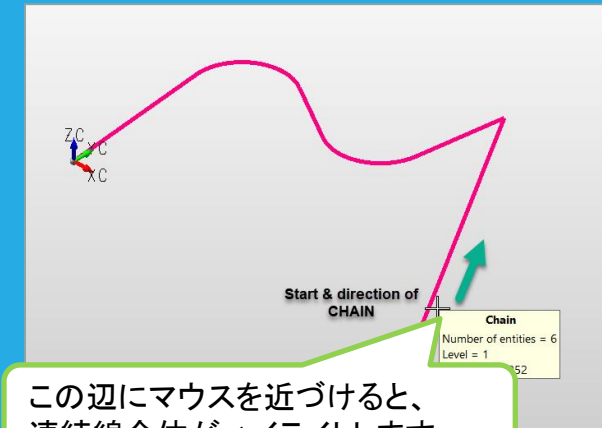 ZC
YC
XC
Start & direction of
CHAIN
Chain
Number of entities = 6
Level = 1
52
この辺にマウスを近づけると、